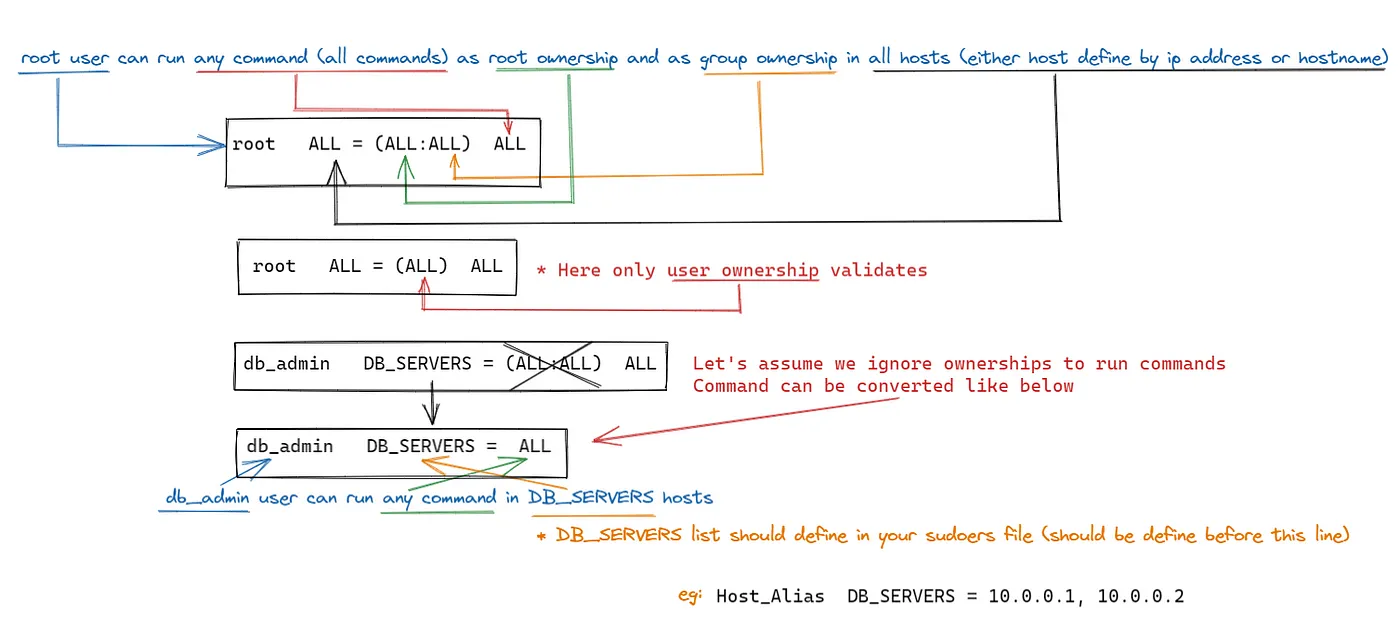 root user can run any command (all commands) as root ownership and as group ownership in all hosts (either host define by ip address or hostname)
root ALL = (ALL:ALL) ALL
root ALL = (ALL) ALL
* Here only user ownership validates
db_admin DB_SERVERS = (ALL:ALL) ALL
Let's assume we ignore ownerships to run commands
Command can be converted like below
db_admin DB_SERVERS = ALL
db_admin user can run any command in DB_SERVERS hosts
* DB_SERVERS list should define in your sudoers file (should be define before this line)
eg: Host_Alias DB_SERVERS = 10.0.0.1, 10.0.0.2